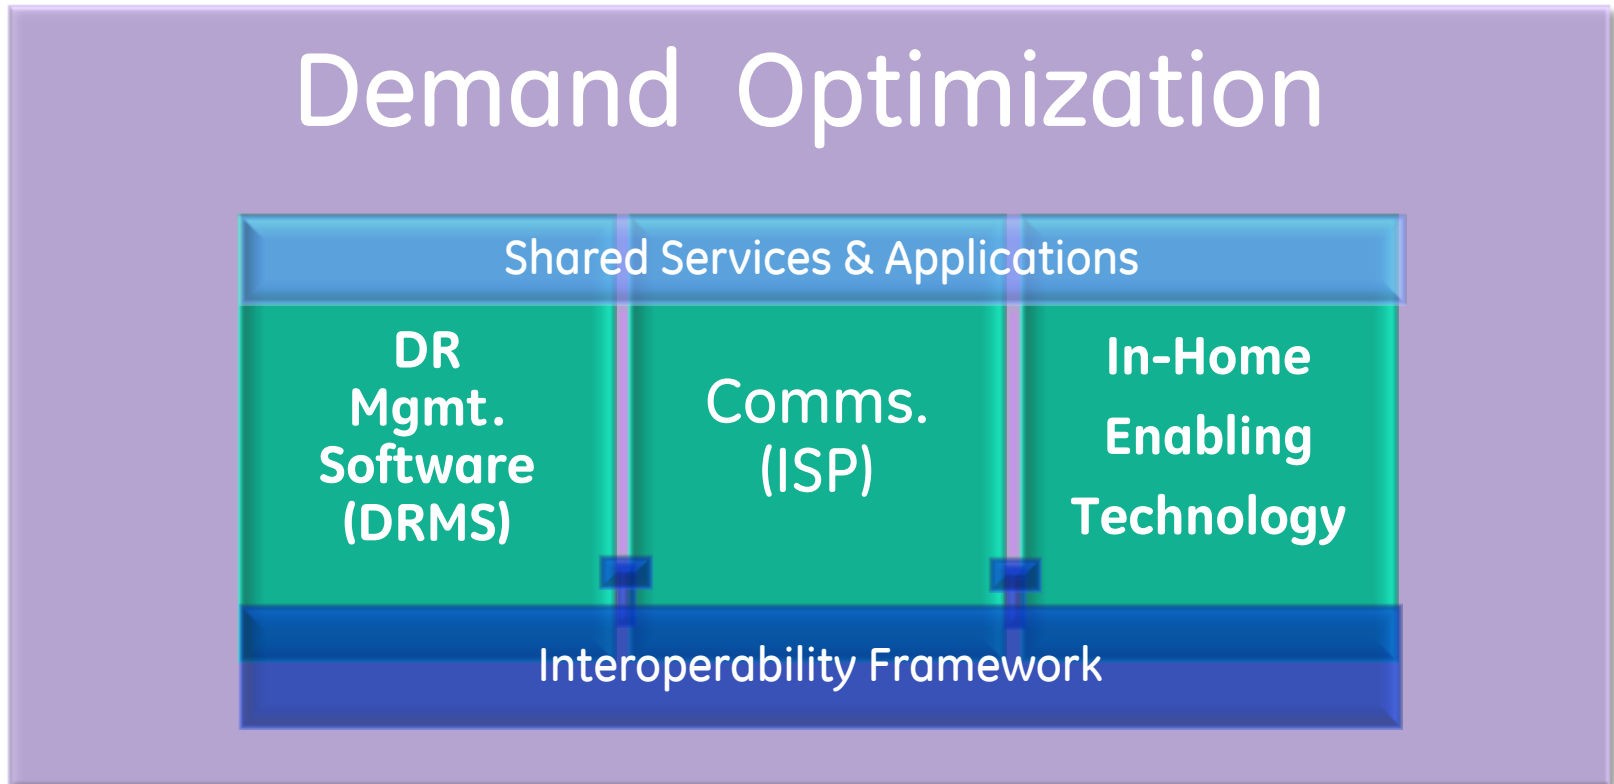 Demand Optimization
Shared Services & Applications
DR
Mgmt.
Software
(DRMS)
Comms.
(ISP)
In-Home
Enabling
Technology
Interoperability Framework